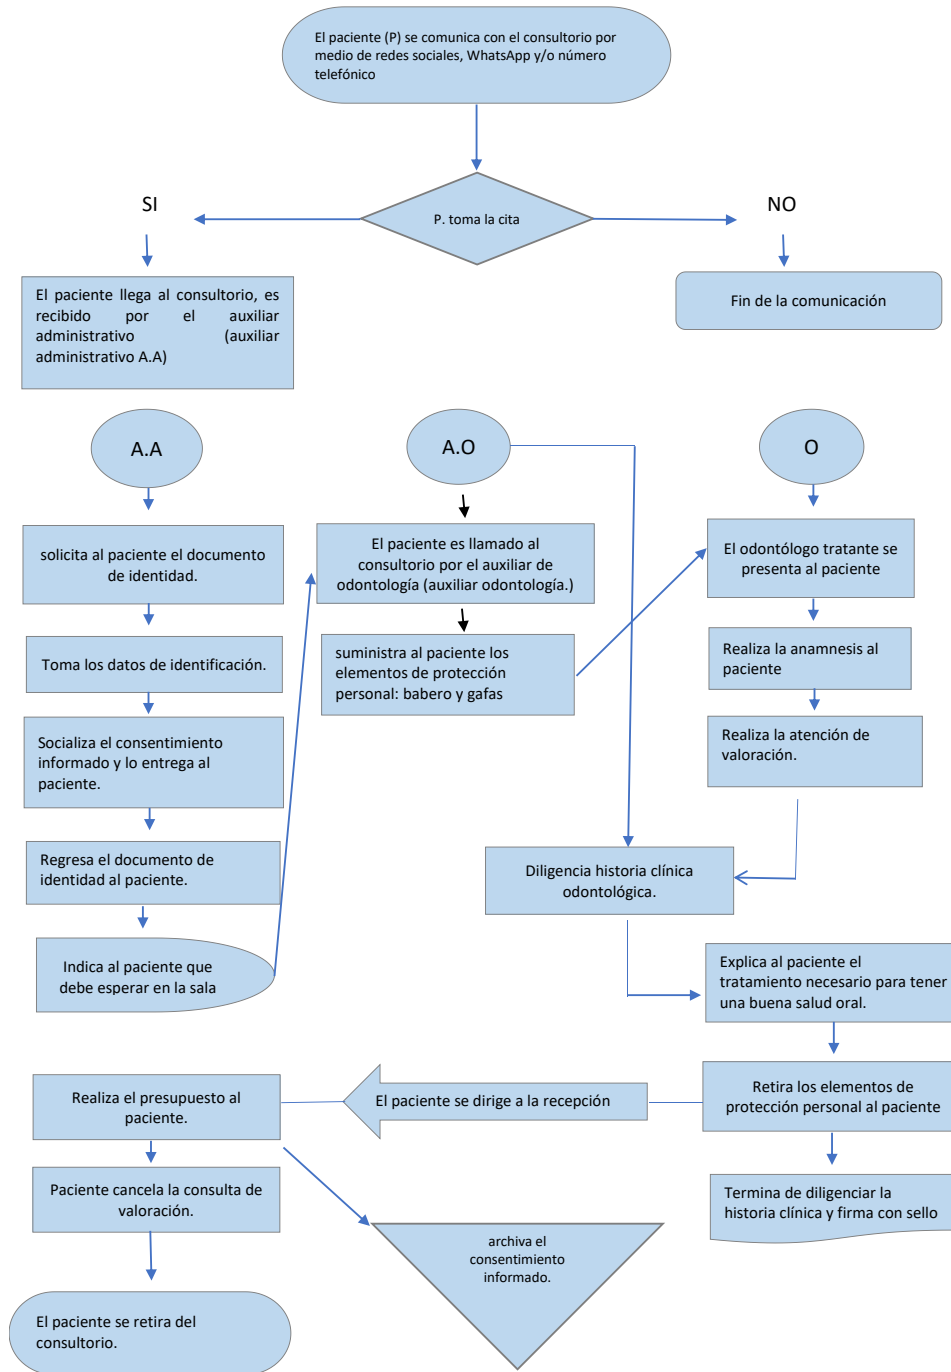 El paciente (P) se comunica con el consultorio por
medio de redes sociales, WhatsApp y/o número
telefónico
SI
P. toma la cita
NO
El paciente llega al consultorio, es
recibido por el auxiliar
administrativo (auxiliar
administrativo A.A)
Fin de la comunicación
A.A
A.O
O
solicita al paciente el documento
de identidad.
El paciente es llamado al
consultorio por el auxiliar de
odontología (auxiliar odontología.)
El odontólogo tratante se
presenta al paciente
Toma los datos de identificación.
suministra al paciente los
elementos de protección
personal: babero y gafas
Realiza la anamnesis al
paciente
Socializa el consentimiento
informado y lo entrega al
paciente.
Realiza la atención de
valoración.
Regresa el documento de
identidad al paciente.
Diligencia historia clínica
odontológica.
Indica al paciente que
debe esperar en la sala
Explica al paciente el
tratamiento necesario para tener
una buena salud oral.
Realiza el presupuesto al
paciente.
El paciente se dirige a la recepción
Retira los elementos de
protección personal al paciente
Paciente cancela la consulta de
valoración.
Termina de diligenciar la
historia clínica y firma con sello
archiva el
consentimiento
informado.
El paciente se retira del
consultorio.